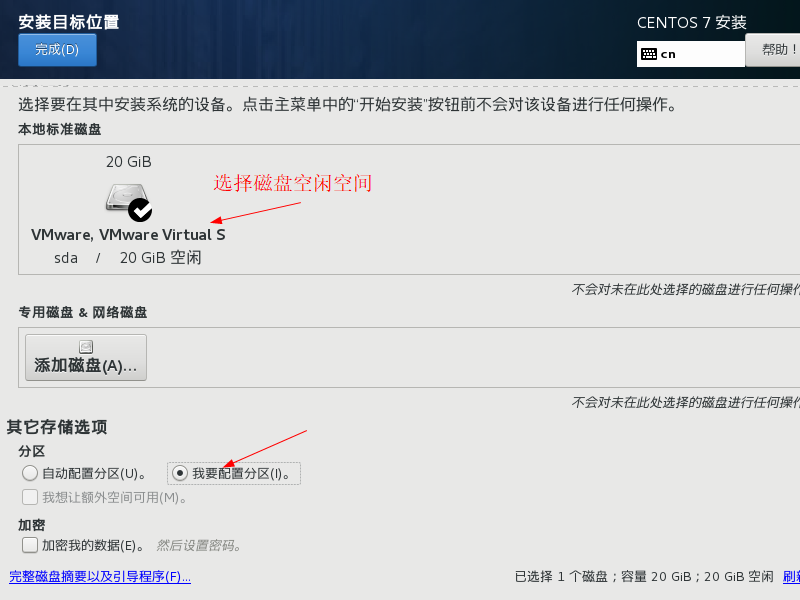 安装目标位置
CENTOS 7 安装
完成(D)
cn
帮助！
选择要在其中安装系统的设备。点击主菜单中的“开始安装”按钮前不会对该设备进行任何操作。
本地标准磁盘
20 GiB
选择磁盘空闲空间
VMware, VMware Virtual S
sda / 20 GiB 空闲
不会对未在此处选择的磁盘进行任何操作
专用磁盘 & 网络磁盘
添加磁盘(A)...
不会对未在此处选择的磁盘进行任何操作
其它存储选项
分区
自动配置分区(U)。 我要配置分区(I)。
我想让额外空间可用(M)。
加密
加密我的数据(E)。 然后设置密码。
完整磁盘摘要以及引导程序(F)... 已选择 1 个磁盘；容量 20 GiB；20 GiB 空闲 刷新